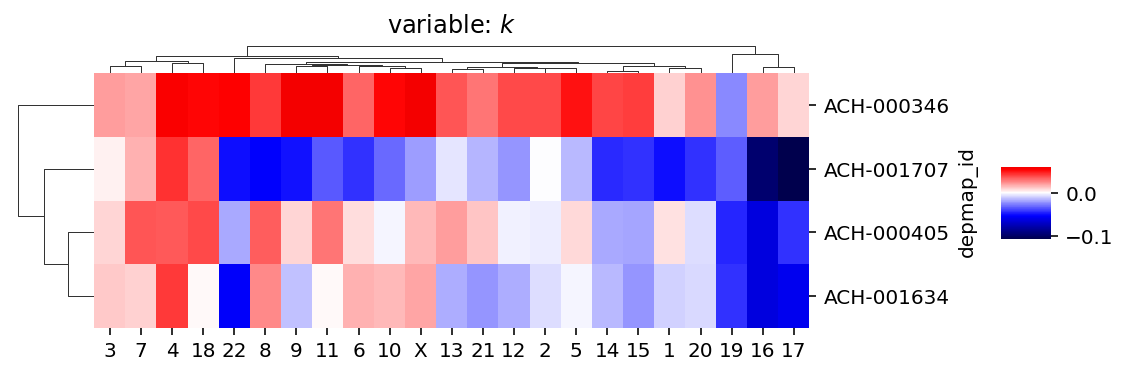 variable: k
ACH-000346
ACH-001707
ACH-000405
ACH-001634
3 7 4 18 22 8 9 11 6 10 X 13 21 12 2 5 14 15 1 20 19 16 17
depmap_id
0.0
−0.1